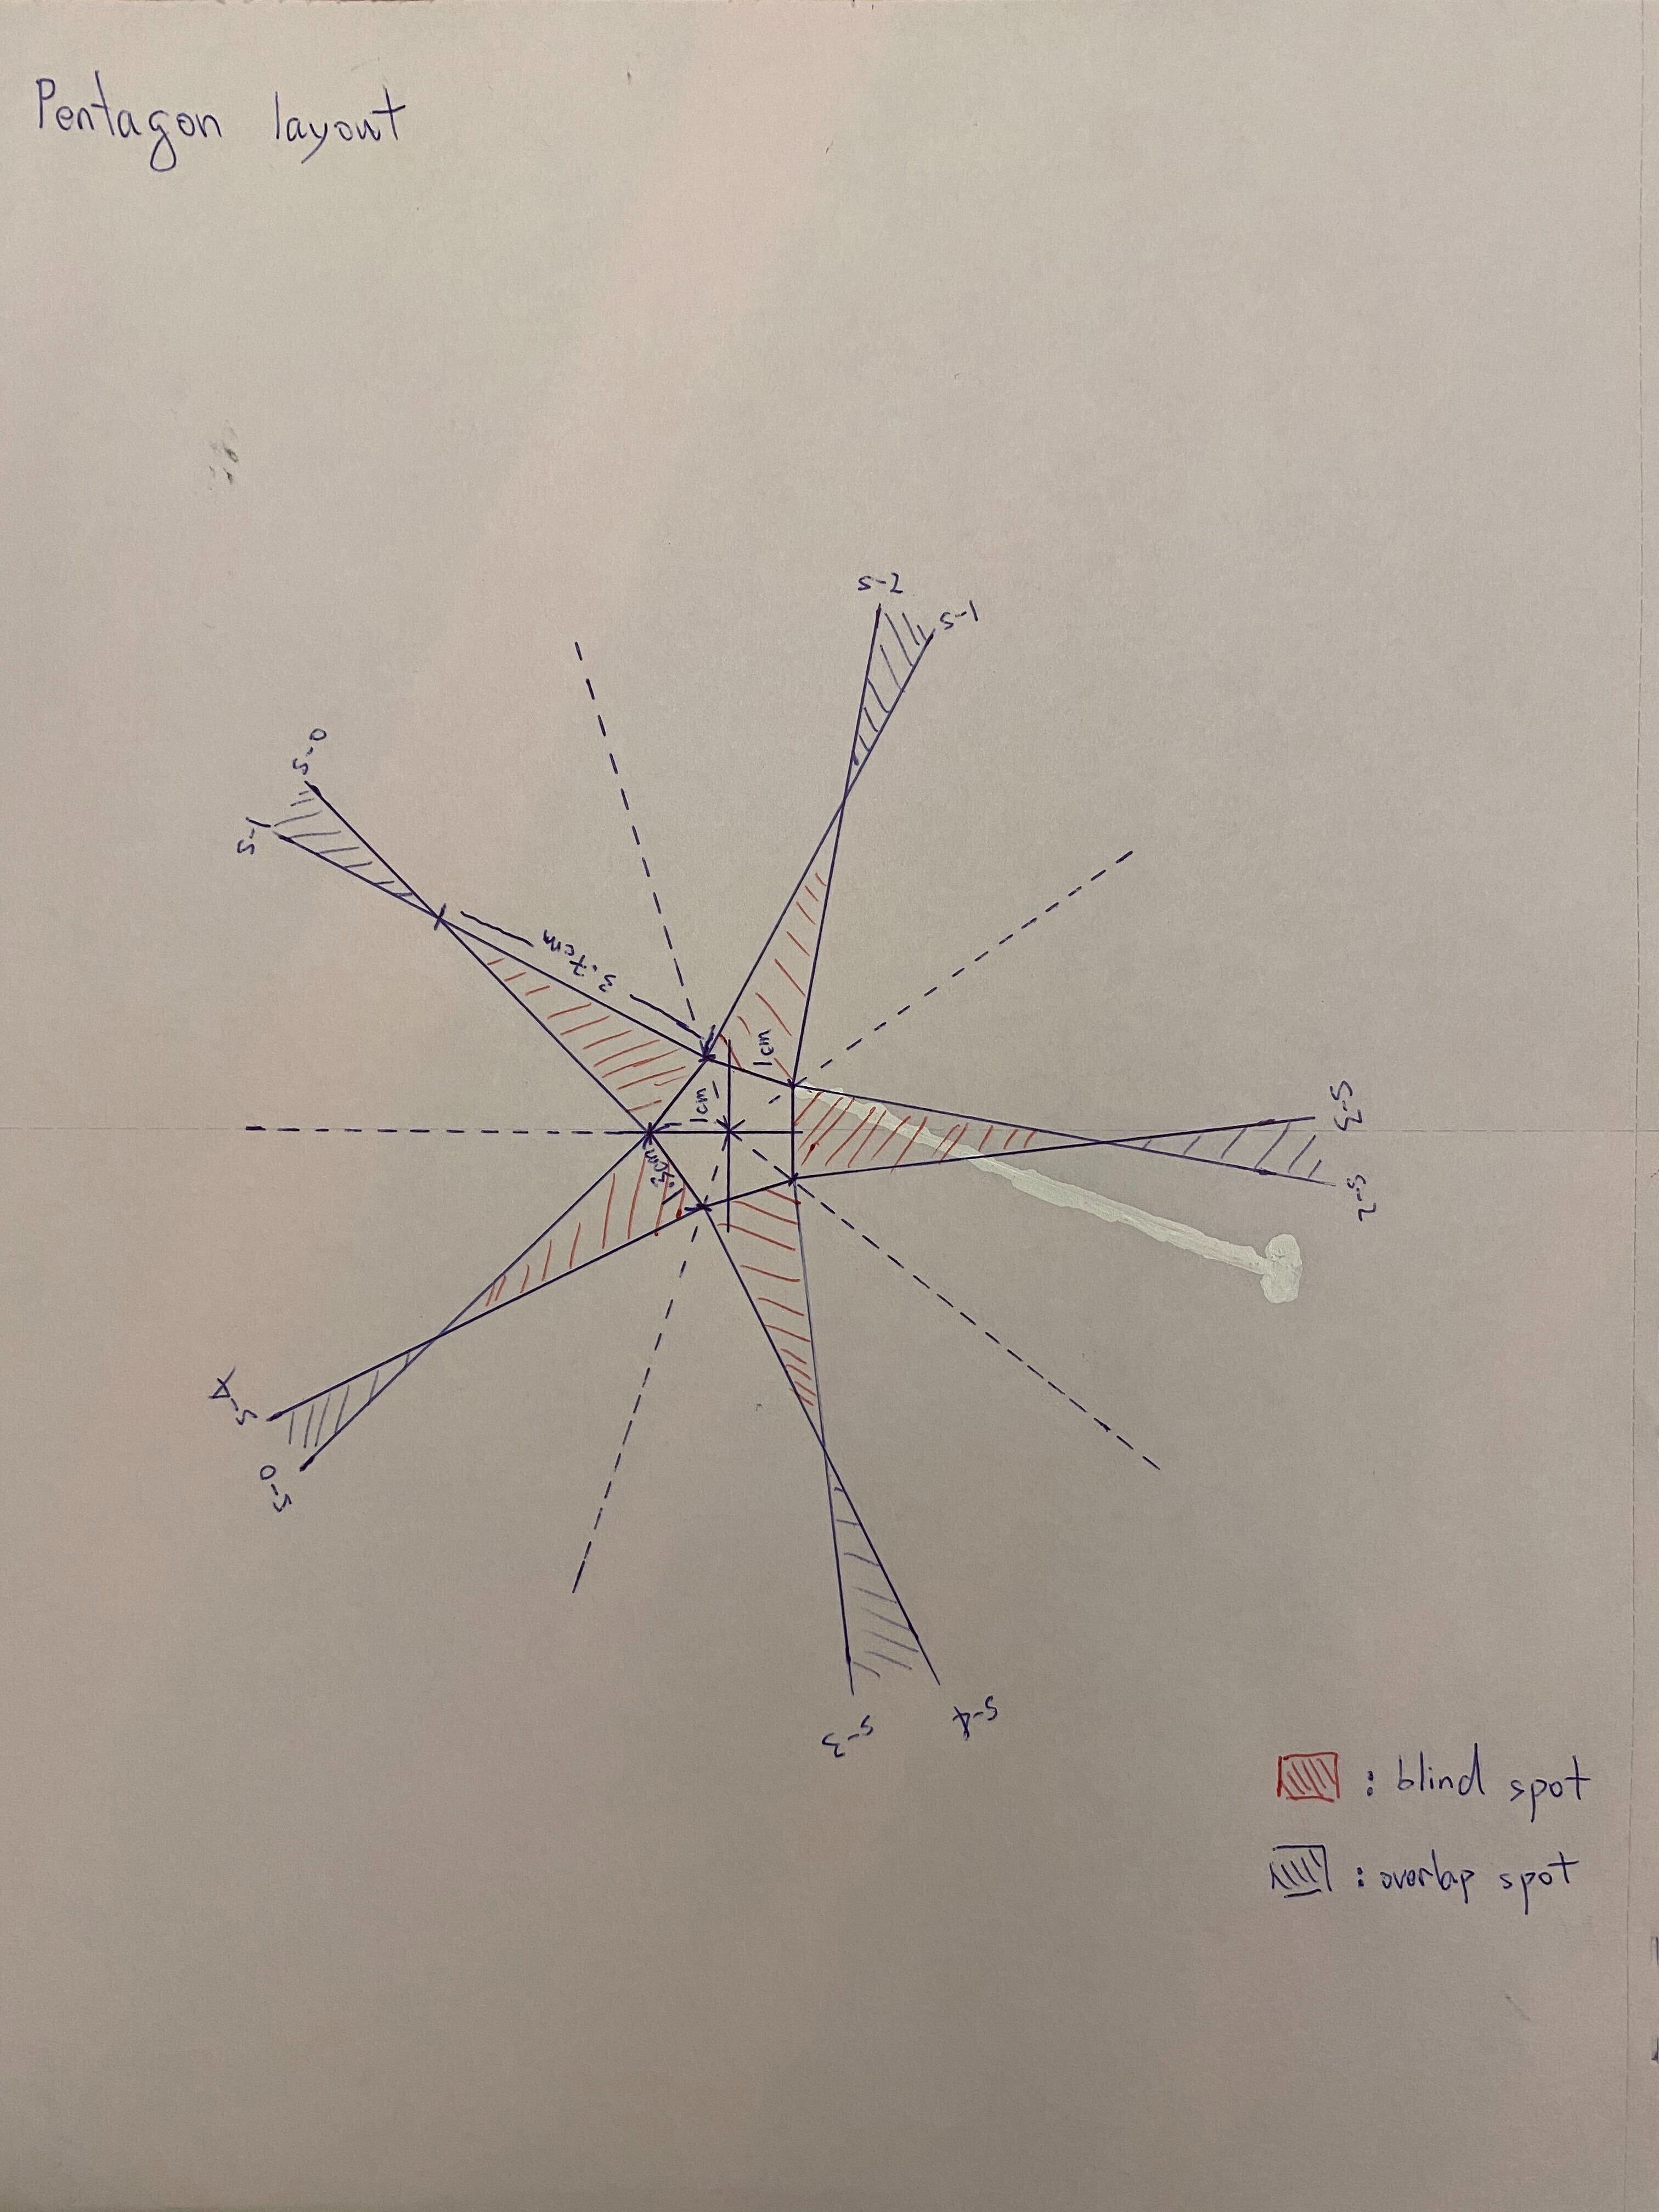 Pentagon layout
S-2
S-1
S-0
S-1
3.7cm
1cm
1cm
1.5cm
S-3
S-2
S-4
S-0
S-3
S-4
: blind spot
: overlap spot